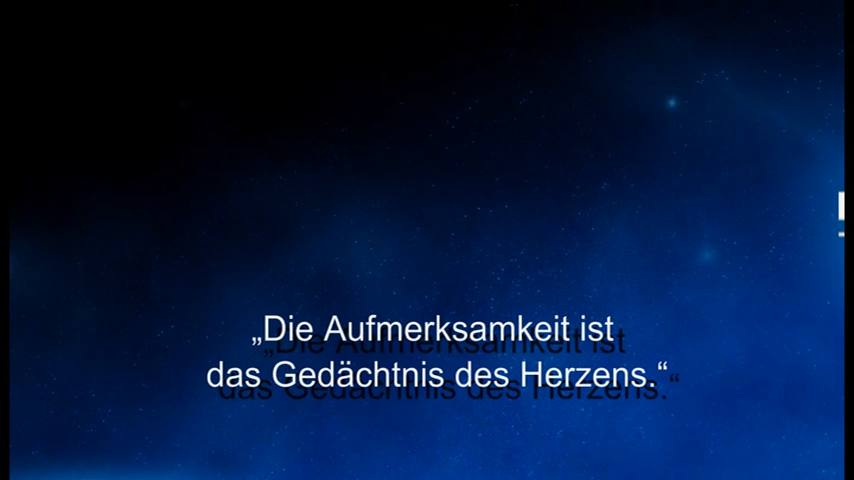 „Die Aufmerksamkeit ist
das Gedächtnis des Herzens.“